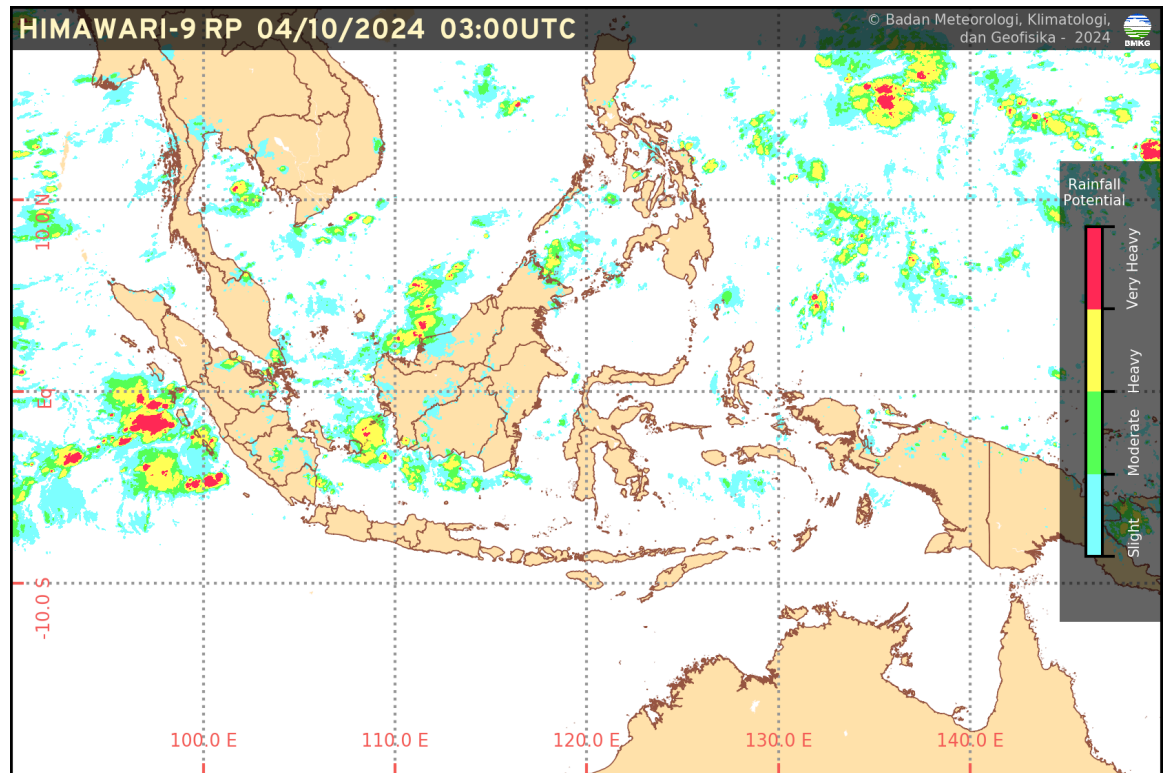 HIMAWARI-9 RP 04/10/2024 03:00UTC
© Badan Meteorologi, Klimatologi,
dan Geofisika - 2024
BMKG
Rainfall
Potential
Very Heavy
Heavy
Moderate
Slight
10.0 N
Eq
-10.0 S
100.0 E
110.0 E
120.0 E
130.0 E
140.0 E